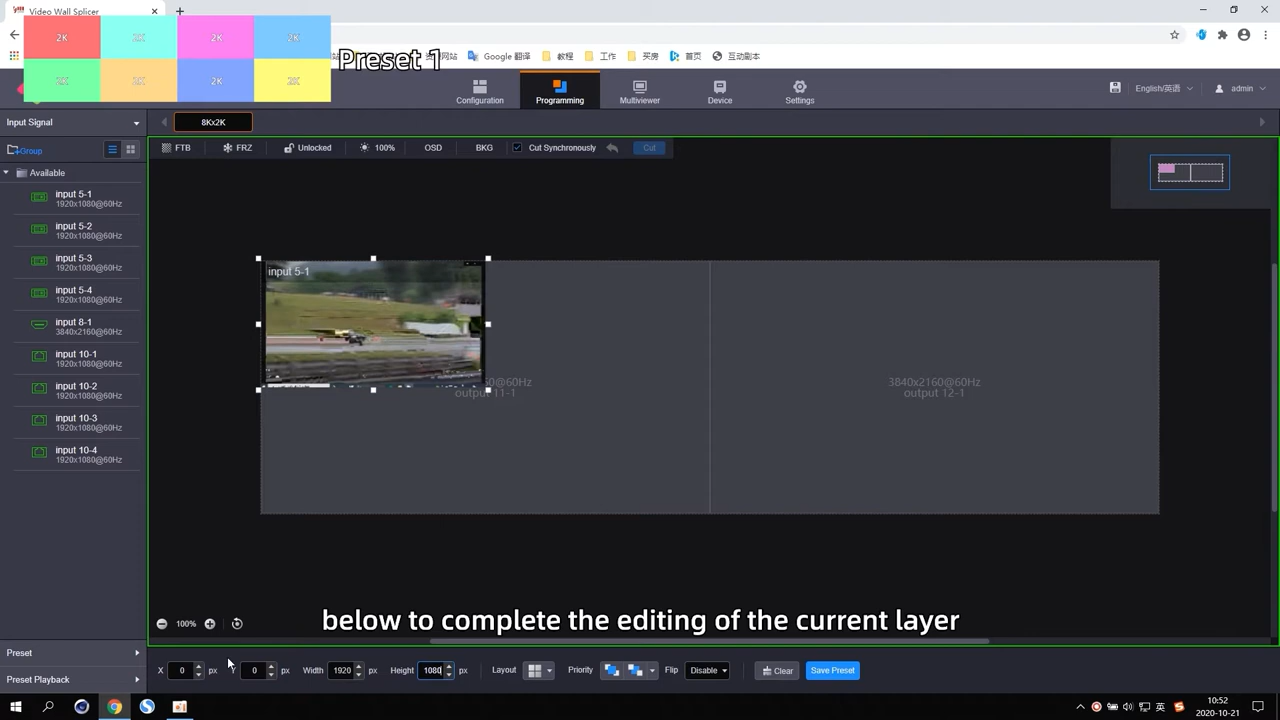 Video Wall Splicer
2K 2K 2K 2K
2K 2K 2K 2K
Preset 1
Google 翻译
教程
工作
买房
首页
互动剧本
Configuration
Programming
Multiviewer
Device
Settings
English/英语
admin
Input Signal
8Kx2K
Group
FTB
FRZ
Unlocked
100%
OSD
BKG
Cut Synchronously
Cut
Available
input 5-1
1920x1080@60Hz
input 5-2
1920x1080@60Hz
input 5-3
1920x1080@60Hz
input 5-4
1920x1080@60Hz
input 8-1
3840x2160@60Hz
input 10-1
1920x1080@60Hz
input 10-2
1920x1080@60Hz
input 10-3
1920x1080@60Hz
input 10-4
1920x1080@60Hz
input 5-1
@60Hz
output 11-1
3840x2160@60Hz
output 12-1
100%
below to complete the editing of the current layer
Preset
Preset Playback
X 0 px Y 0 px Width 1920 px Height 1080 px Layout Priority Flip Disable Clear Save Preset
英
10:52
2020-10-21